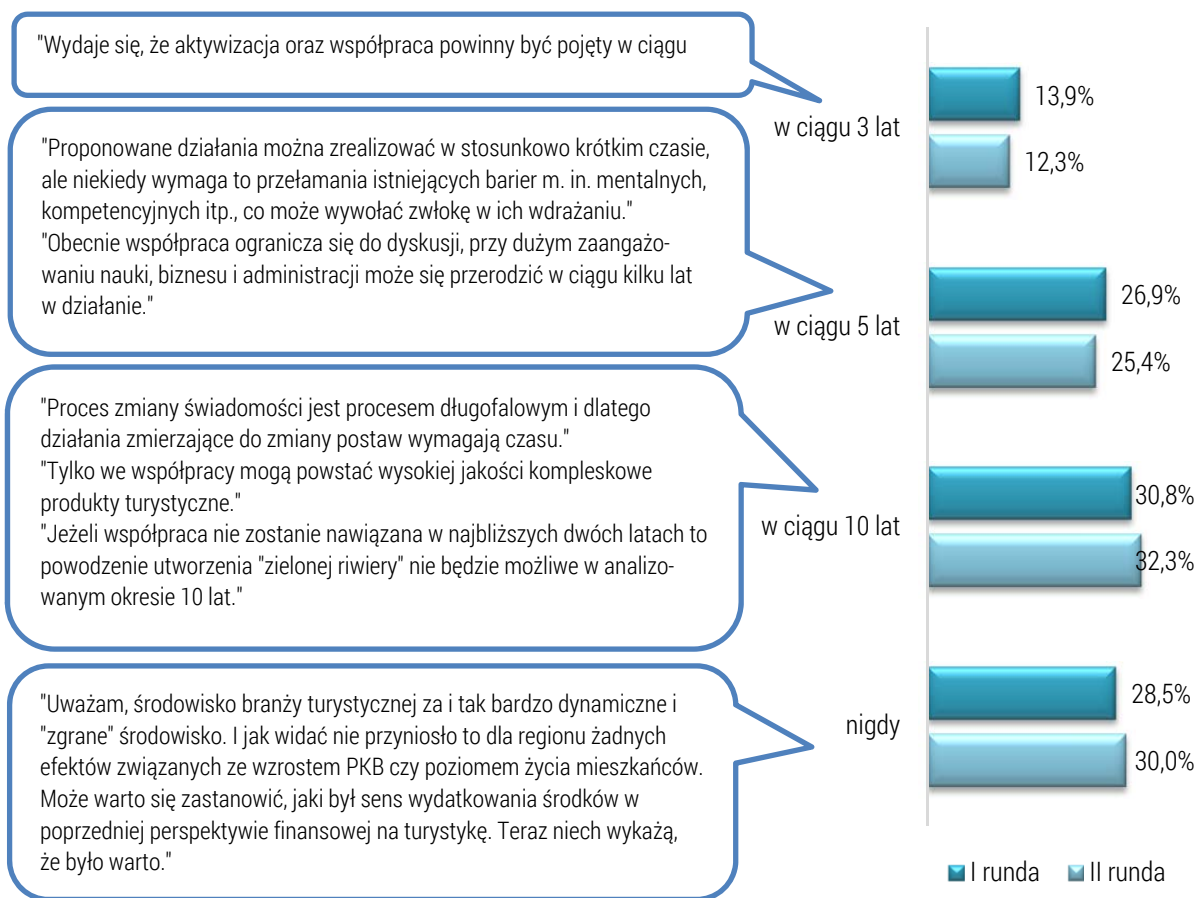 "Wydaje się, że aktywizacja oraz współpraca powinny być pojęty w ciągu
w ciągu 3 lat
13,9%
12,3%
"Proponowane działania można zrealizować w stosunkowo krótkim czasie,
ale niekiedy wymaga to przełamania istniejących barier m. in. mentalnych,
kompetencyjnych itp., co może wywołać zwłokę w ich wdrażaniu."
"Obecnie współpraca ogranicza się do dyskusji, przy dużym zaangażo-
waniu nauki, biznesu i administracji może się przerodzić w ciągu kilku lat
w działanie."
w ciągu 5 lat
26,9%
25,4%
"Proces zmiany świadomości jest procesem długofalowym i dlatego
działania zmierzające do zmiany postaw wymagają czasu."
"Tylko we współpracy mogą powstać wysokiej jakości kompleskowe
produkty turystyczne."
"Jeżeli współpraca nie zostanie nawiązana w najbliższych dwóch latach to
powodzenie utworzenia "zielonej riwiery" nie będzie możliwe w analizo-
wanym okresie 10 lat."
w ciągu 10 lat
30,8%
32,3%
"Uważam, środowisko branży turystycznej za i tak bardzo dynamiczne i
"zgrane" środowisko. I jak widać nie przyniosło to dla regionu żadnych
efektów związanych ze wzrostem PKB czy poziomem życia mieszkańców.
Może warto się zastanowić, jaki był sens wydatkowania środków w
poprzedniej perspektywie finansowej na turystykę. Teraz niech wykażą,
że było warto."
nigdy
28,5%
30,0%
I runda
II runda